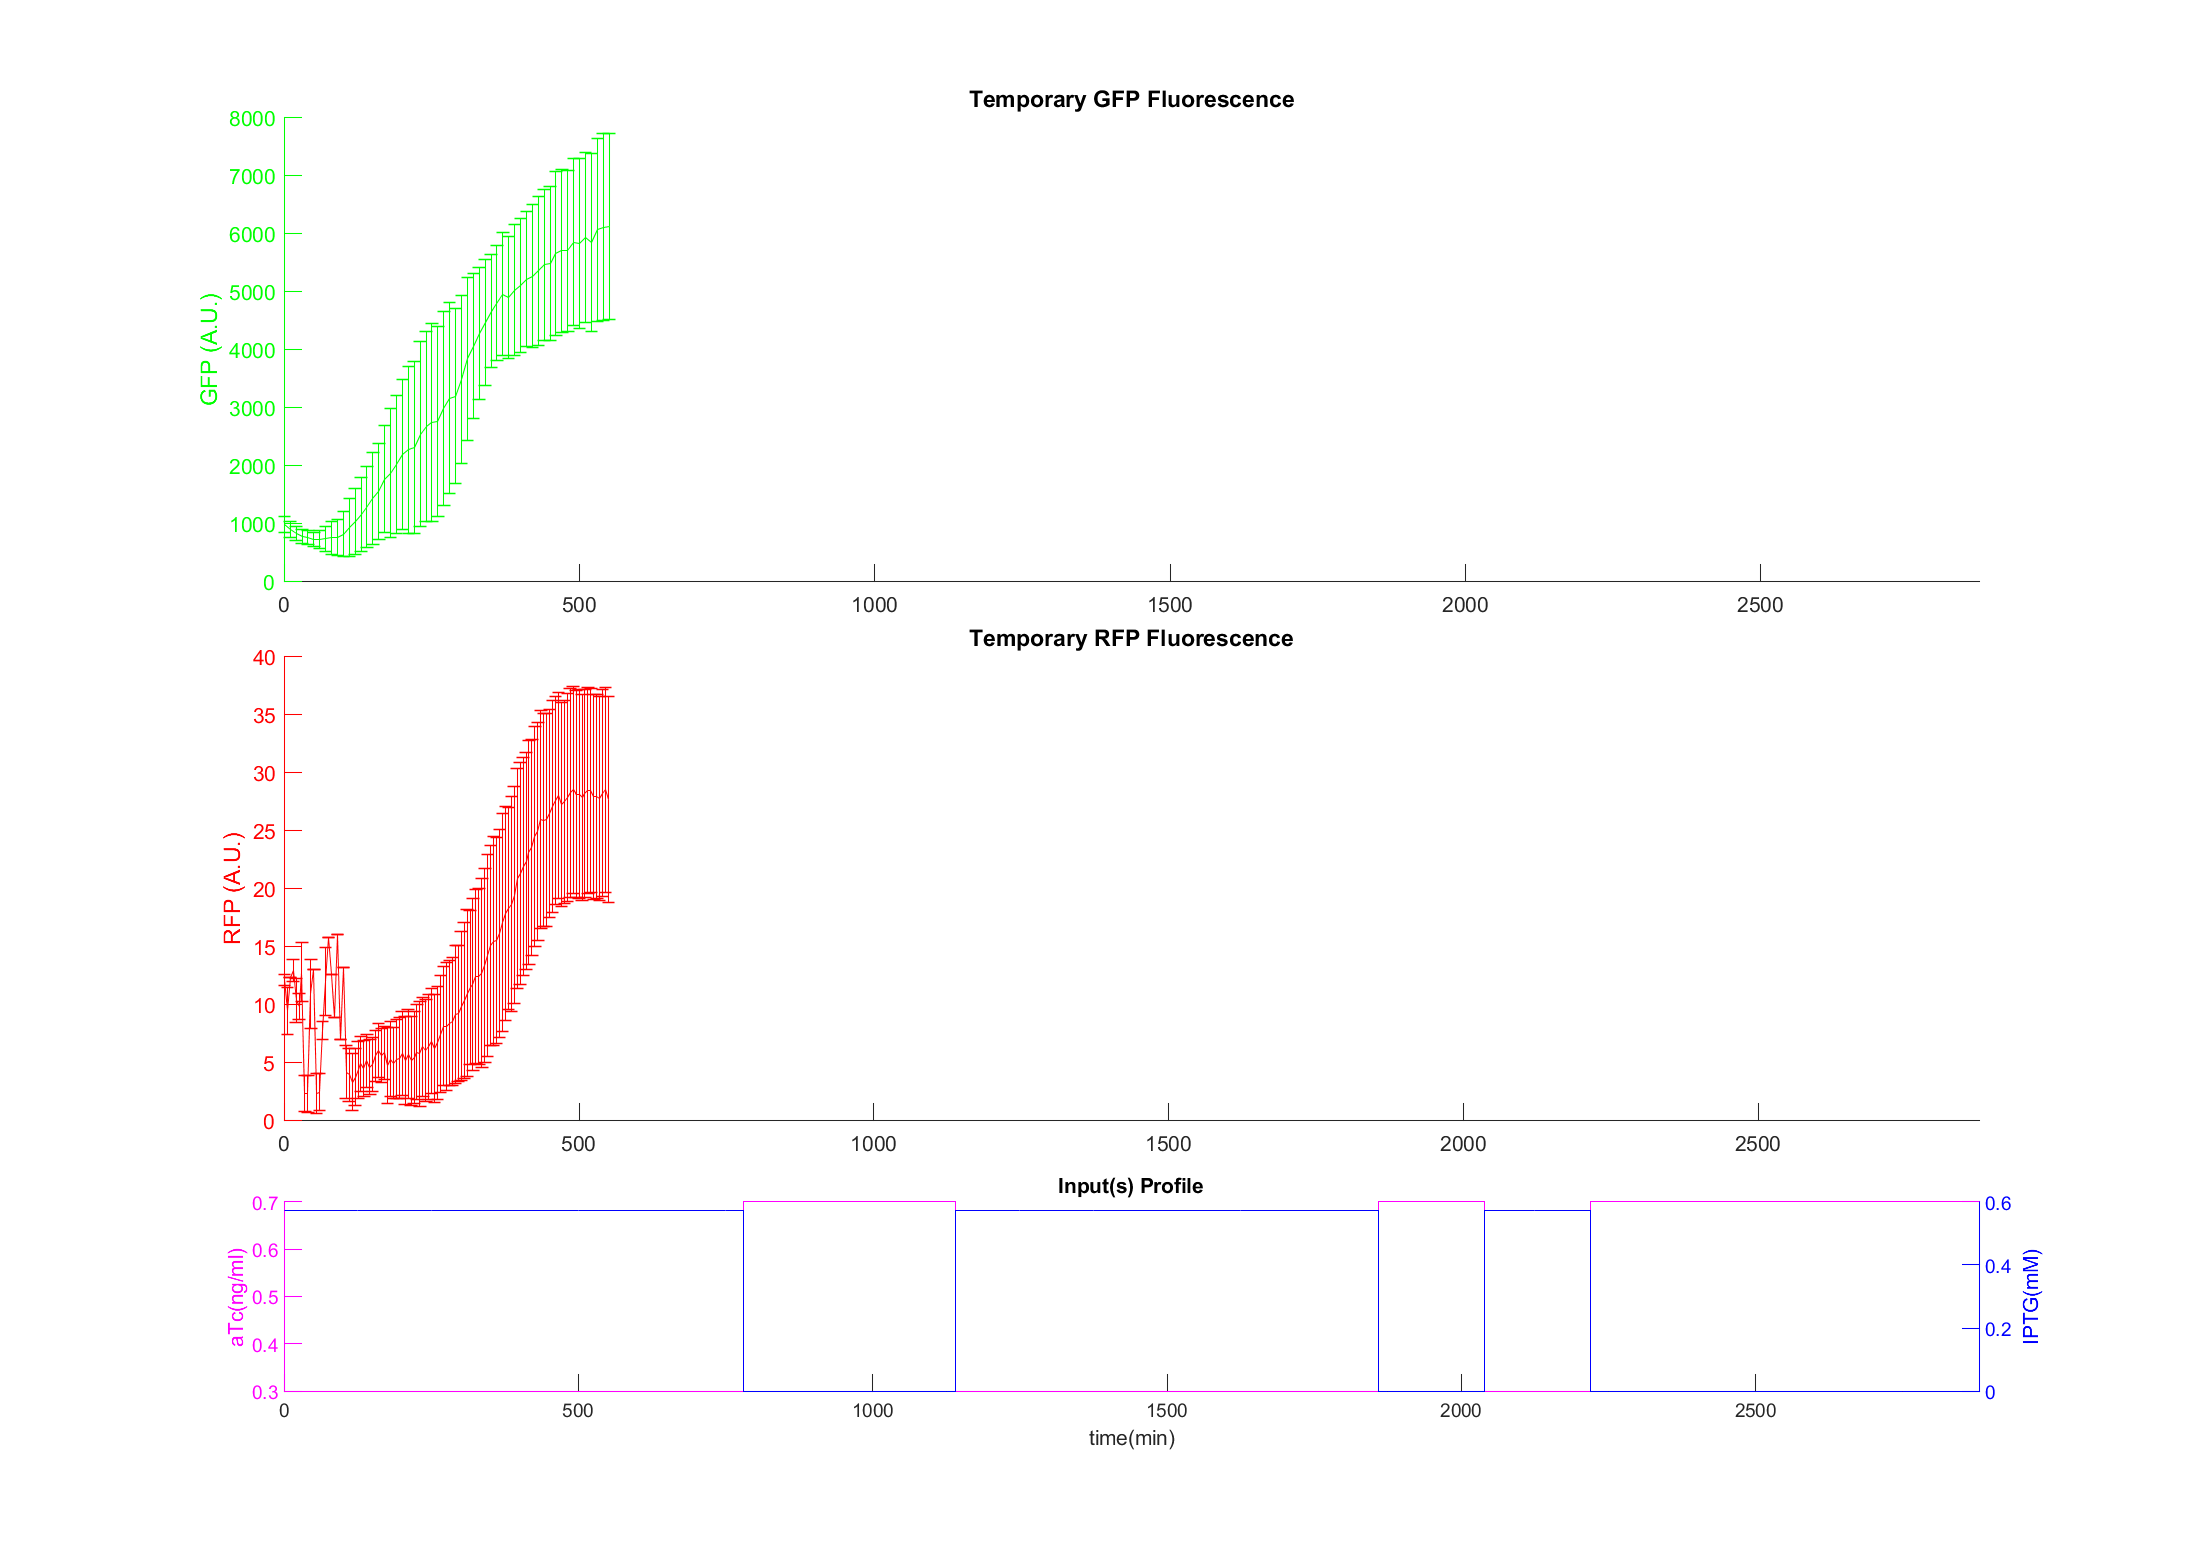 Temporary GFP Fluorescence
8000
7000
6000
5000
4000
3000
2000
1000
0
GFP (A.U.)
0 500 1000 1500 2000 2500
Temporary RFP Fluorescence
40
35
30
25
20
15
10
5
0
RFP (A.U.)
0 500 1000 1500 2000 2500
Input(s) Profile
0.7
0.6
0.5
0.4
0.3
aTc(ng/ml)
0.6
0.4
0.2
0
IPTG(mM)
0 500 1000 1500 2000 2500
time(min)